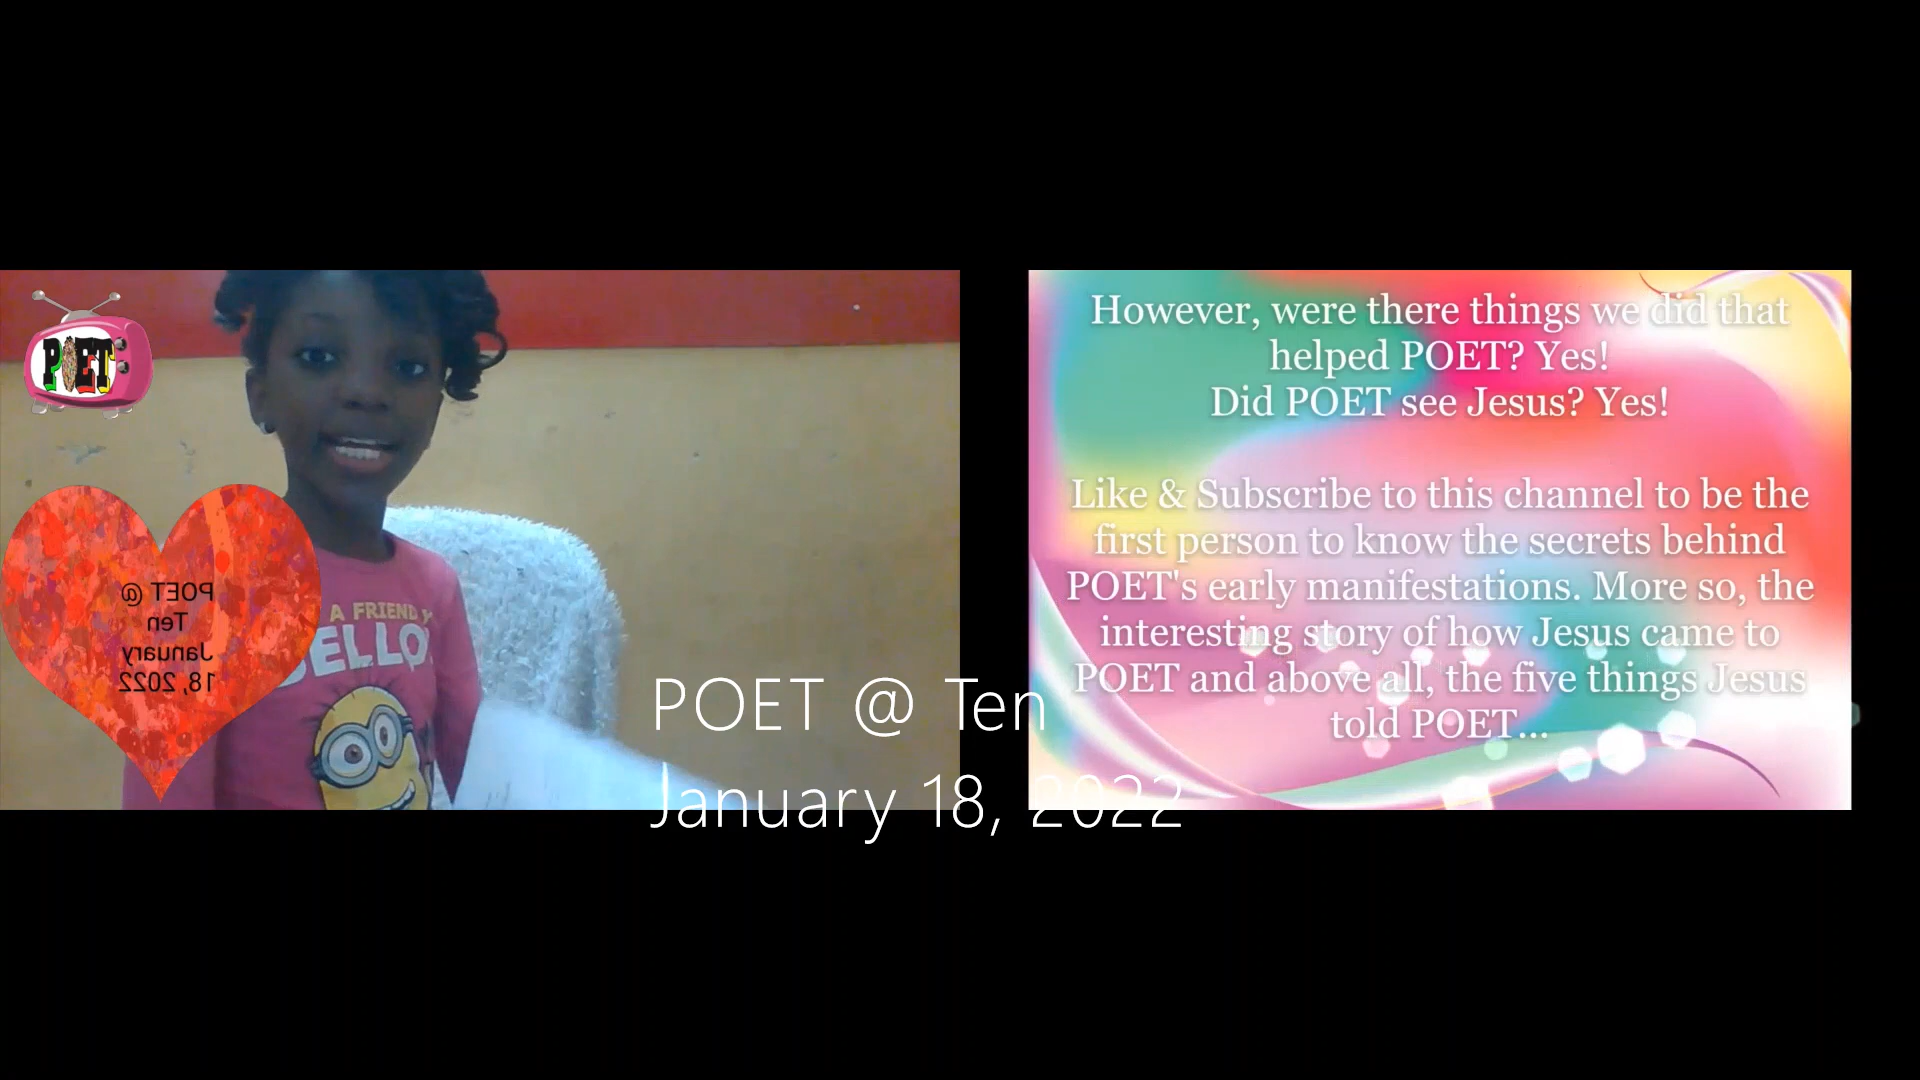 POET
POET @
Ten
January
18, 2022
A FRIENDLY
BELLO!
POET @ Ten
January 18, 2022
However, were there things we did that
helped POET? Yes!
Did POET see Jesus? Yes!
Like & Subscribe to this channel to be the
first person to know the secrets behind
POET's early manifestations. More so, the
interesting story of how Jesus came to
POET and above all, the five things Jesus
told POET...